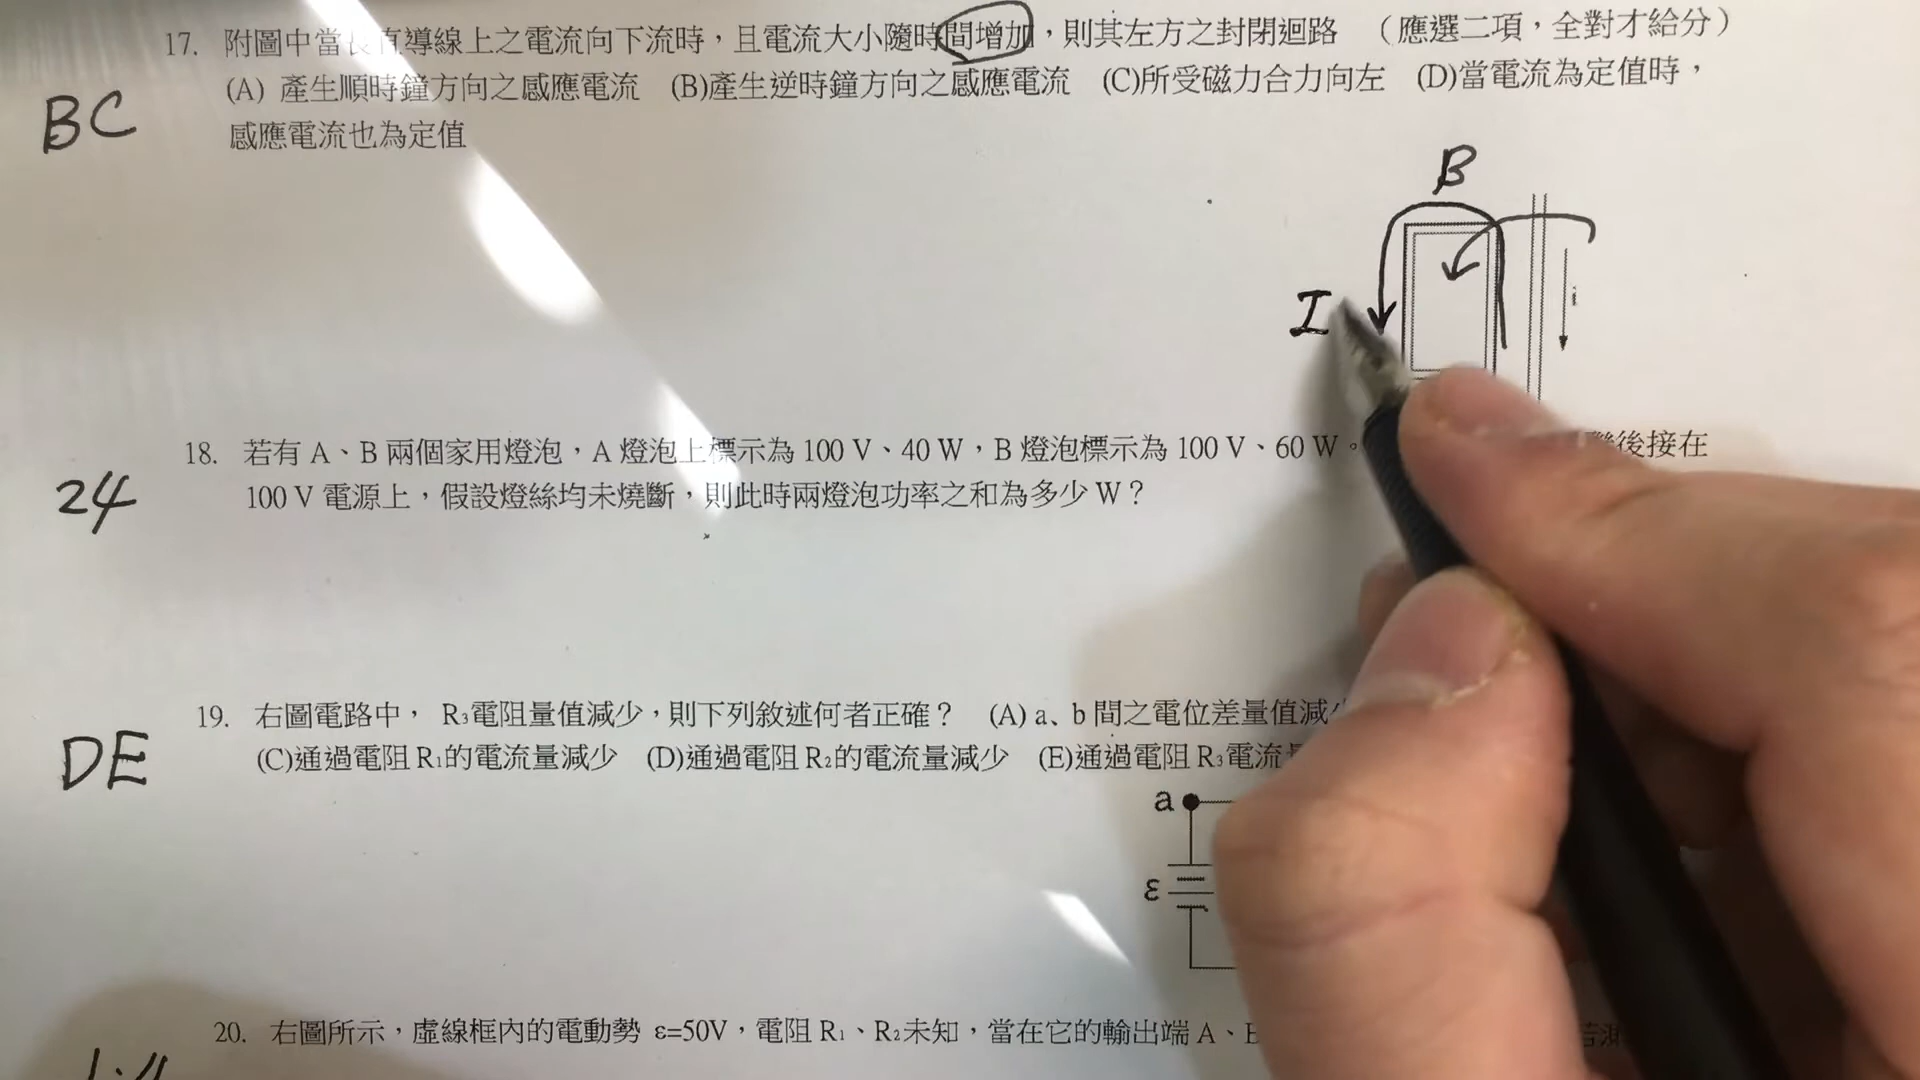 17. 附圖中當長直導線上之電流向下流時，且電流大小隨時間增加，則其左方之封閉迴路 （應選二項，全對才給分）
(A) 產生順時鐘方向之感應電流 (B)產生逆時鐘方向之感應電流 (C)所受磁力合力向左 (D)當電流為定值時，
BC
感應電流也為定值
B
I
i
18. 若有 A、B 兩個家用燈泡，A 燈泡上標示為 100 V、40 W，B 燈泡標示為 100 V、60 W。 後接在
24
100 V 電源上，假設燈絲均未燒斷，則此時兩燈泡功率之和為多少 W？
19. 右圖電路中， R₃電阻量值減少，則下列敘述何者正確？ (A) a、b 間之電位差量值減
DE
(C)通過電阻 R₁的電流量減少 (D)通過電阻 R₂的電流量減少 (E)通過電阻 R₃電流
a
ε
20. 右圖所示，虛線框內的電動勢 ε=50V，電阻 R₁、R₂未知，當在它的輸出端 A、